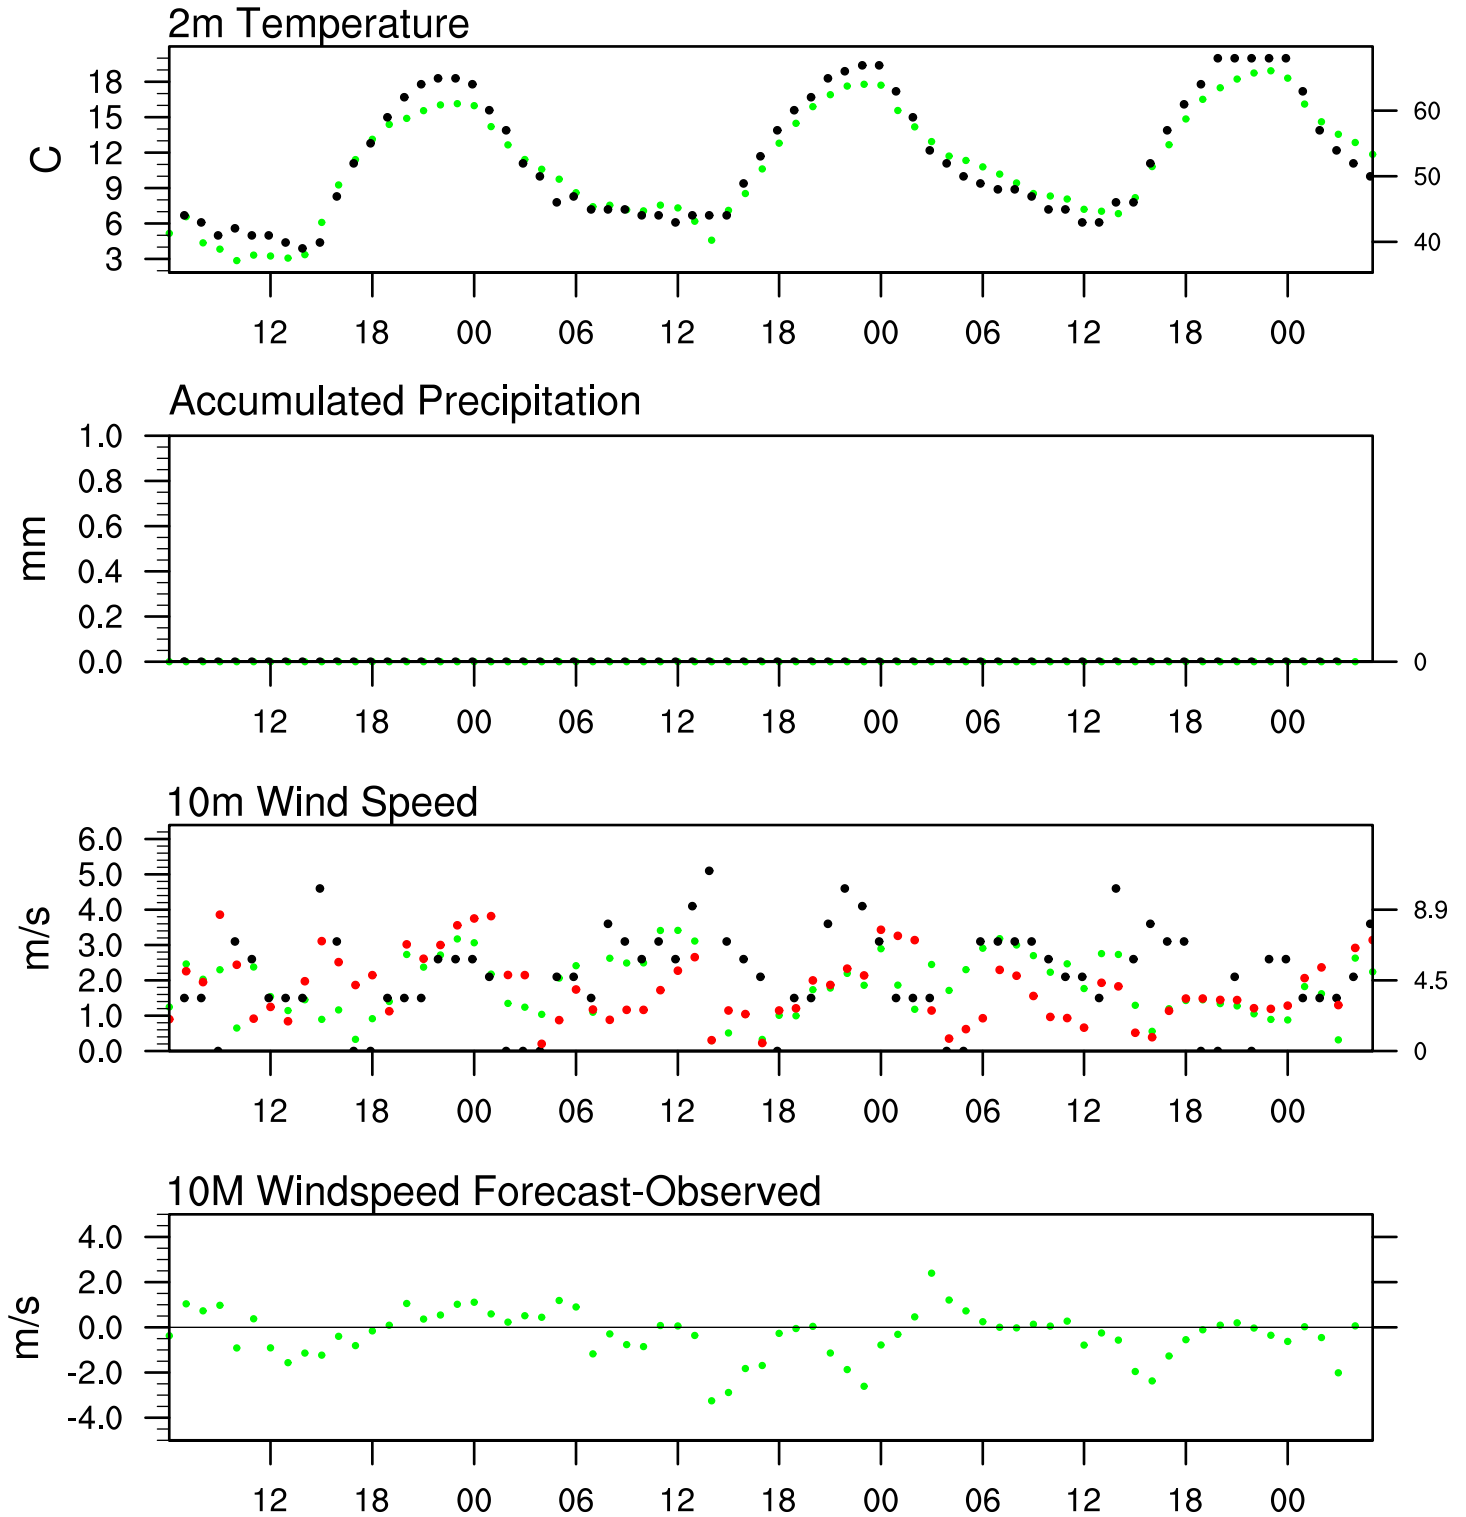 2m Temperature
18
15
12
9
6
3
C
60
50
40
12 18 00 06 12 18 00 06 12 18 00
Accumulated Precipitation
1.0
0.8
0.6
0.4
0.2
0.0
mm
0
12 18 00 06 12 18 00 06 12 18 00
10m Wind Speed
6.0
5.0
4.0
3.0
2.0
1.0
0.0
m/s
8.9
4.5
0
12 18 00 06 12 18 00 06 12 18 00
10M Windspeed Forecast-Observed
4.0
2.0
0.0
-2.0
-4.0
m/s
12 18 00 06 12 18 00 06 12 18 00